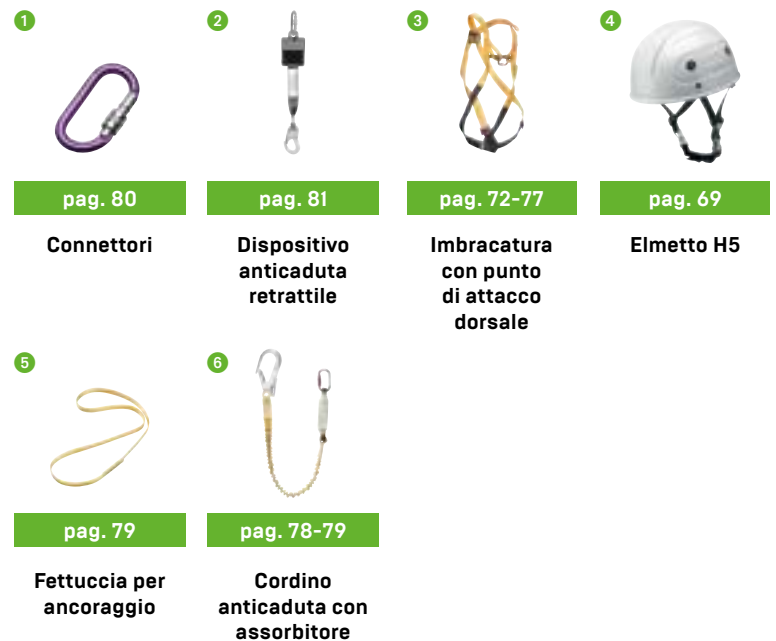 1
pag. 80
Connettori
2
pag. 81
Dispositivo
anticaduta
retrattile
3
pag. 72-77
Imbracatura
con punto
di attacco
dorsale
4
pag. 69
Elmetto H5
5
pag. 79
Fettuccia per
ancoraggio
6
pag. 78-79
Cordino
anticaduta con
assorbitore